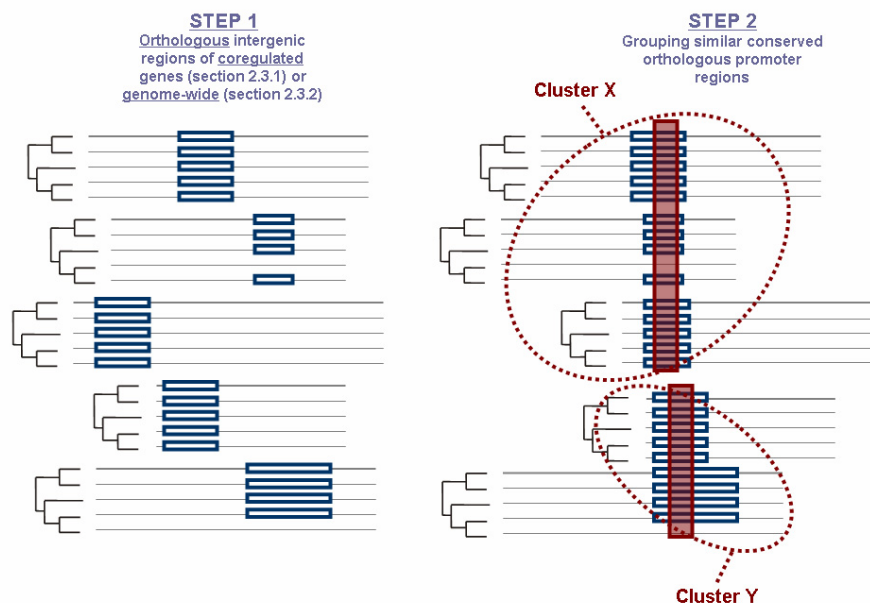 STEP 1
Orthologous intergenic
regions of coregulated
genes (section 2.3.1) or
genome-wide (section 2.3.2)
STEP 2
Grouping similar conserved
orthologous promoter
regions
Cluster X
Cluster Y